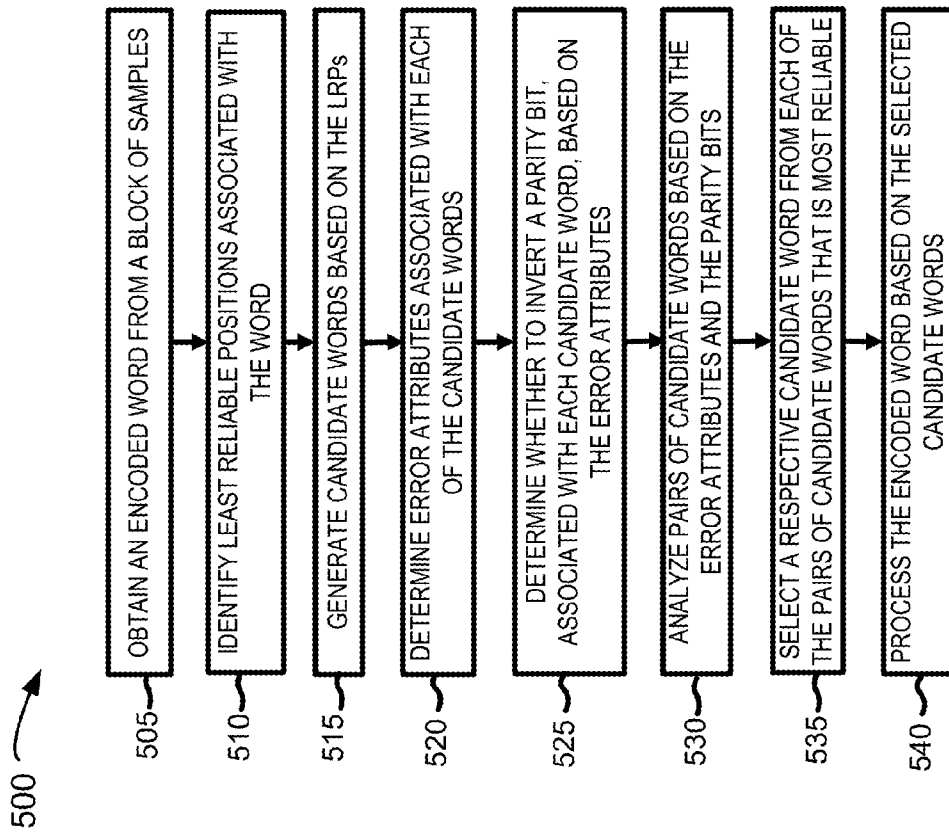 500
505
OBTAIN AN ENCODED WORD FROM A BLOCK OF SAMPLES
510
IDENTIFY LEAST RELIABLE POSITIONS ASSOCIATED WITH
THE WORD
515
GENERATE CANDIDATE WORDS BASED ON THE LRPs
520
DETERMINE ERROR ATTRIBUTES ASSOCIATED WITH EACH
OF THE CANDIDATE WORDS
525
DETERMINE WHETHER TO INVERT A PARITY BIT,
ASSOCIATED WITH EACH CANDIDATE WORD, BASED ON
THE ERROR ATTRIBUTES
530
ANALYZE PAIRS OF CANDIDATE WORDS BASED ON THE
ERROR ATTRIBUTES AND THE PARITY BITS
535
SELECT A RESPECTIVE CANDIDATE WORD FROM EACH OF
THE PAIRS OF CANDIDATE WORDS THAT IS MOST RELIABLE
540
PROCESS THE ENCODED WORD BASED ON THE SELECTED
CANDIDATE WORDS